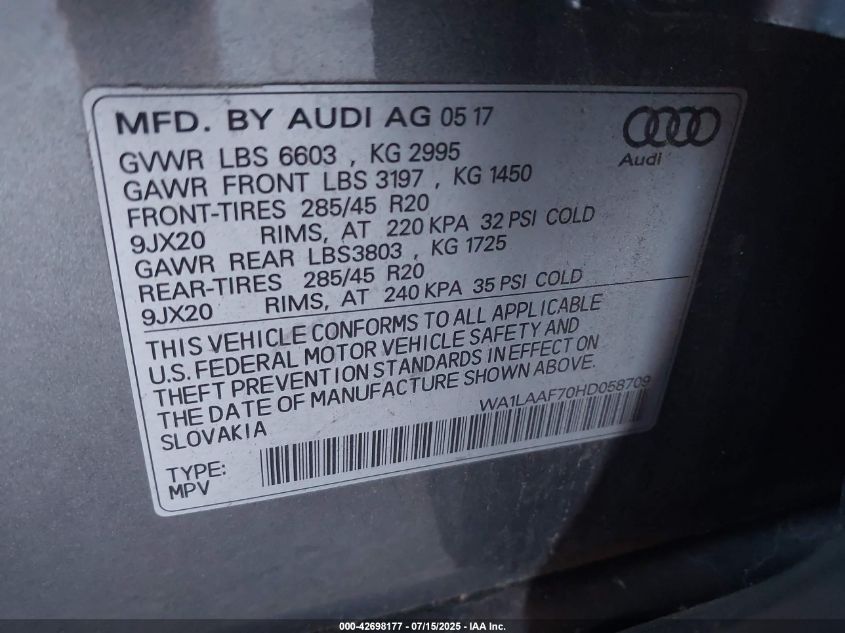 MFD. BY AUDI AG 05 17
Audi
GVWR LBS 6603 , KG 2995
GAWR FRONT LBS 3197 , KG 1450
FRONT-TIRES 285/45 R20
9JX20 RIMS, AT 220 KPA 32 PSI COLD
GAWR REAR LBS3803 , KG 1725
REAR-TIRES 285/45 R20
9JX20 RIMS, AT 240 KPA 35 PSI COLD
THIS VEHICLE CONFORMS TO ALL APPLICABLE
U.S. FEDERAL MOTOR VEHICLE SAFETY AND
THEFT PREVENTION STANDARDS IN EFFECT ON
THE DATE OF MANUFACTURE SHOWN ABOVE.
SLOVAKIA WA1LAAF70HD058709
TYPE:
MPV
000-42698177 - 07/15/2025 - IAA Inc.